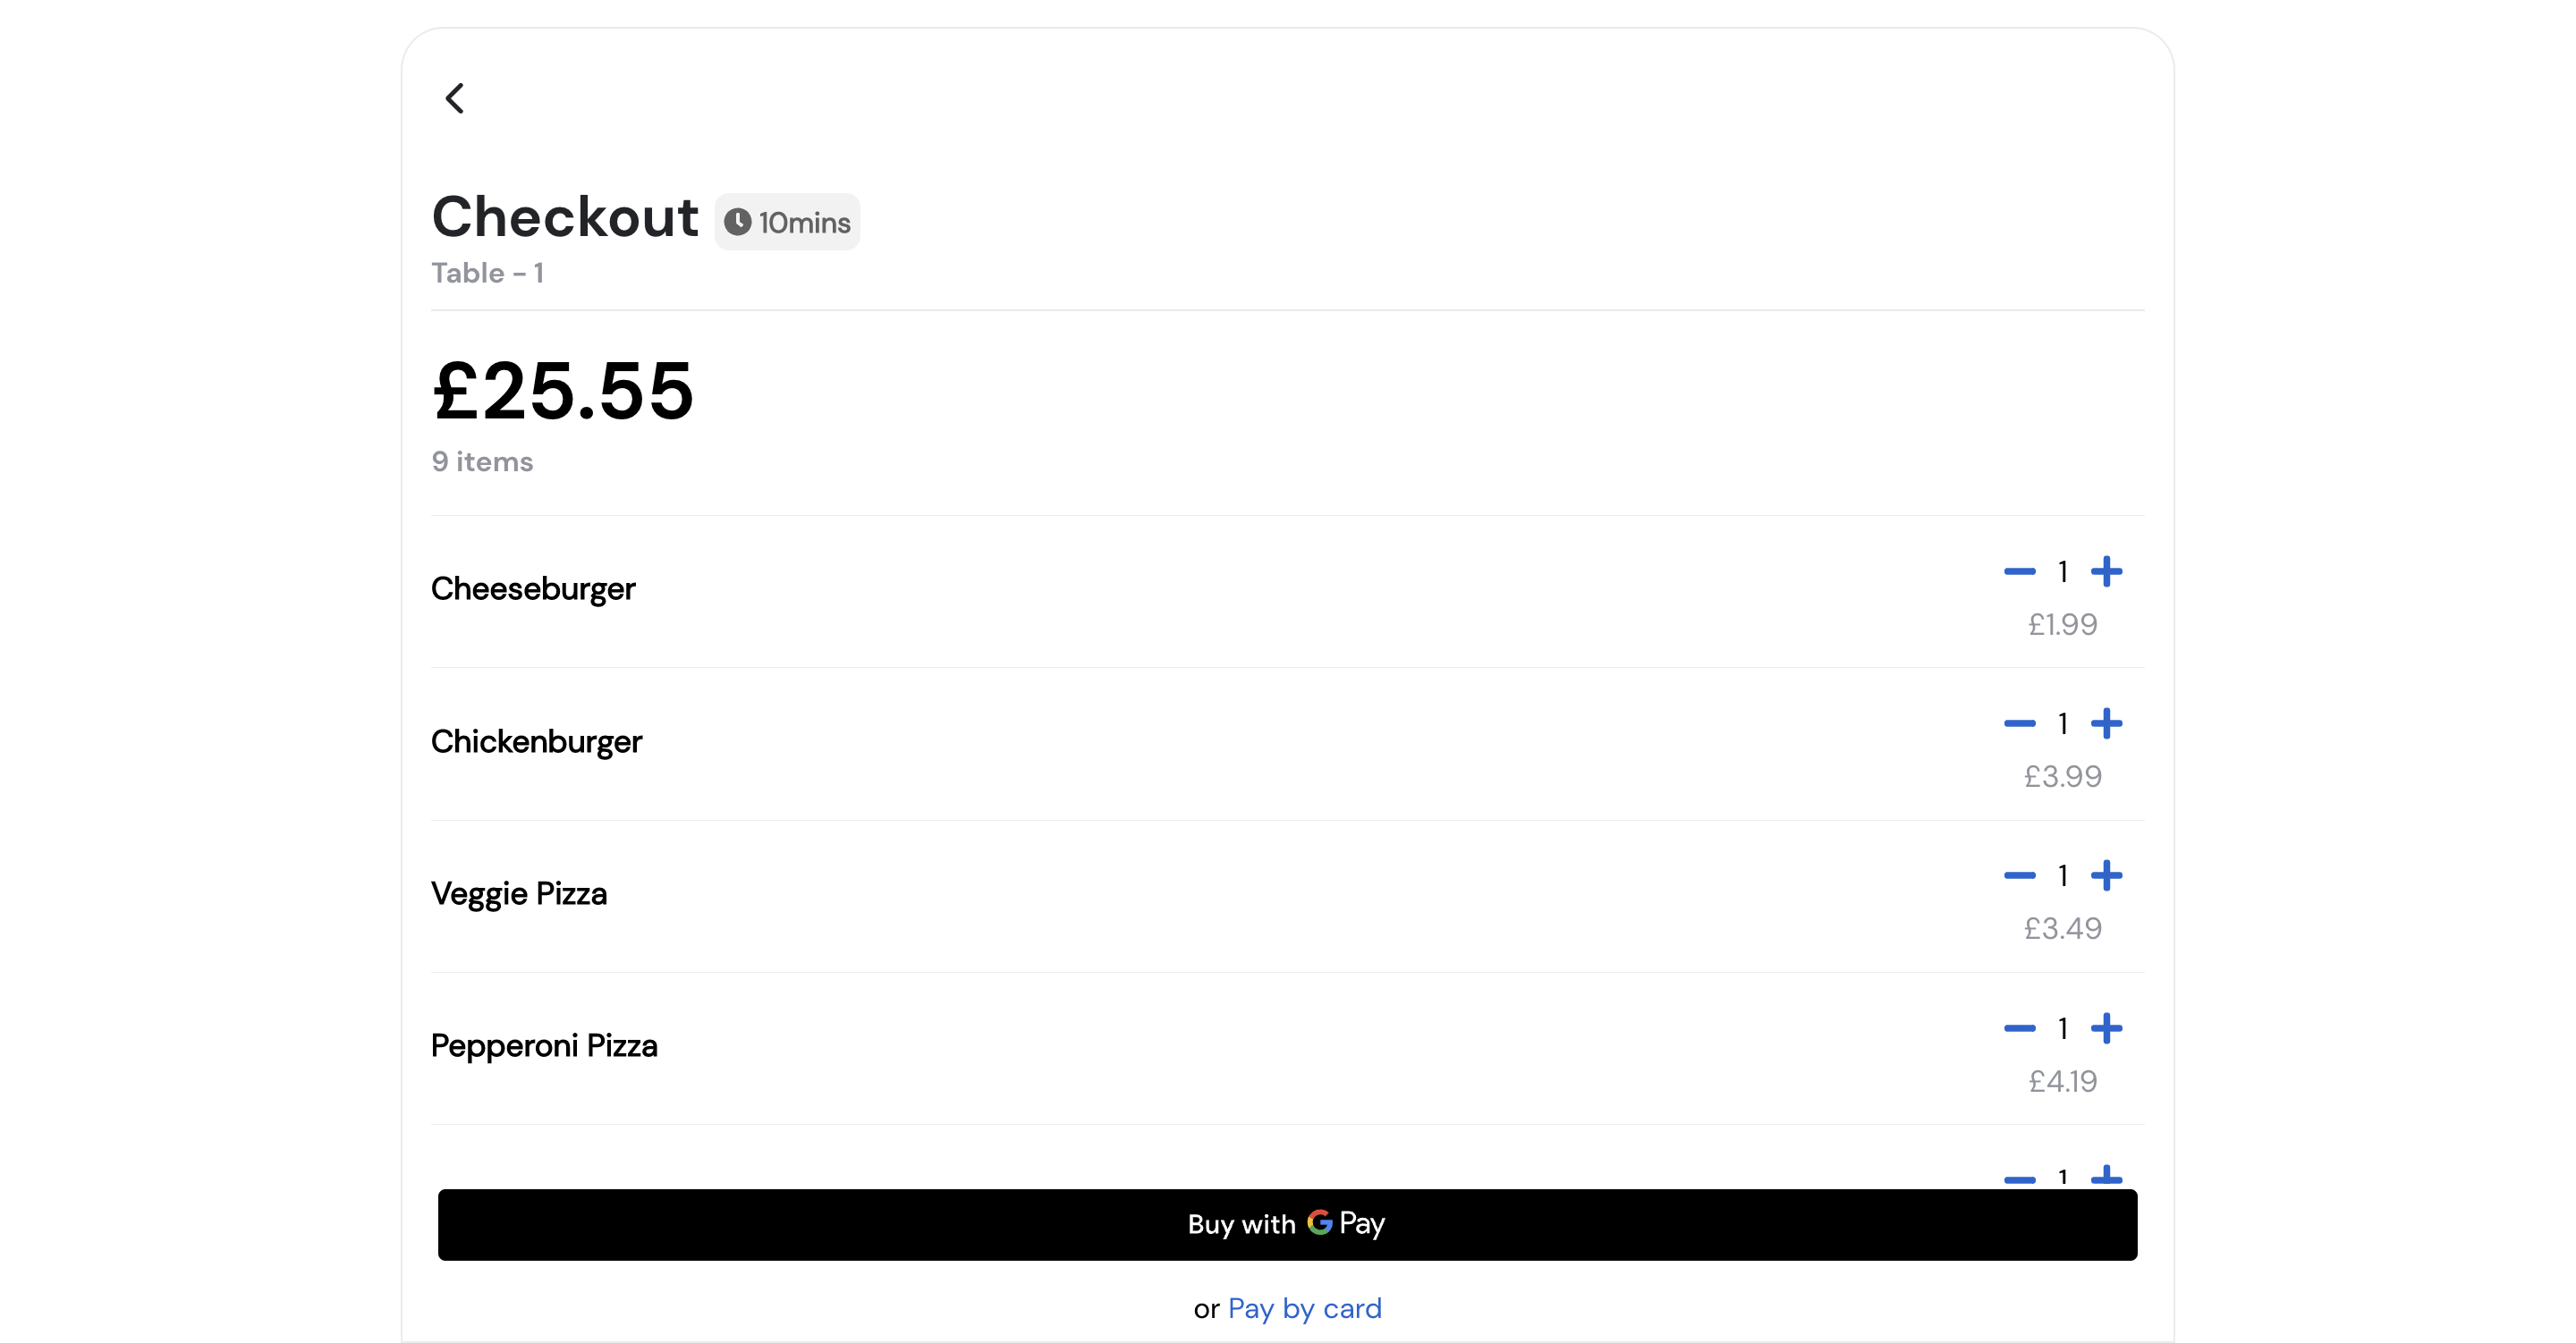 Checkout 10mins
Table - 1
£25.55
9 items
Cheeseburger
1
£1.99
Chickenburger
1
£3.99
Veggie Pizza
1
£3.49
Pepperoni Pizza
1
£4.19
1
Buy with G Pay
or Pay by card